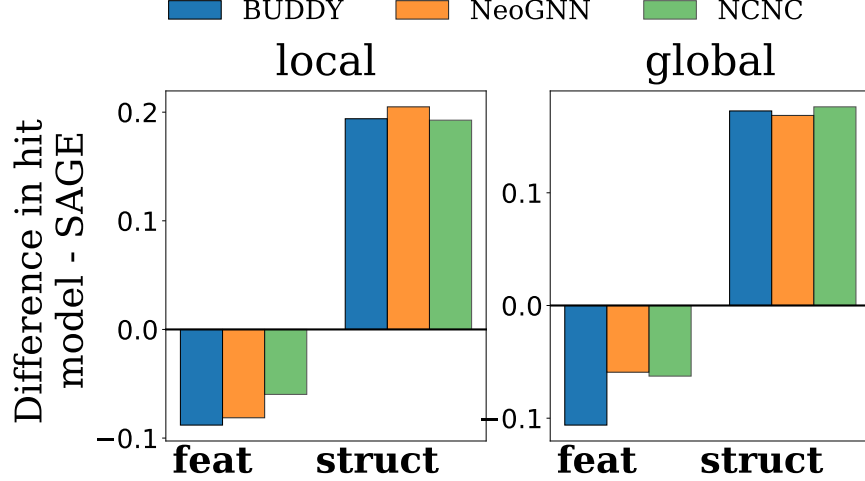 BUDDY NeoGNN NCNC
local global
Difference in hit
model - SAGE
0.2
0.1
0.0
−0.1
feat struct
0.1
0.0
−0.1
feat struct